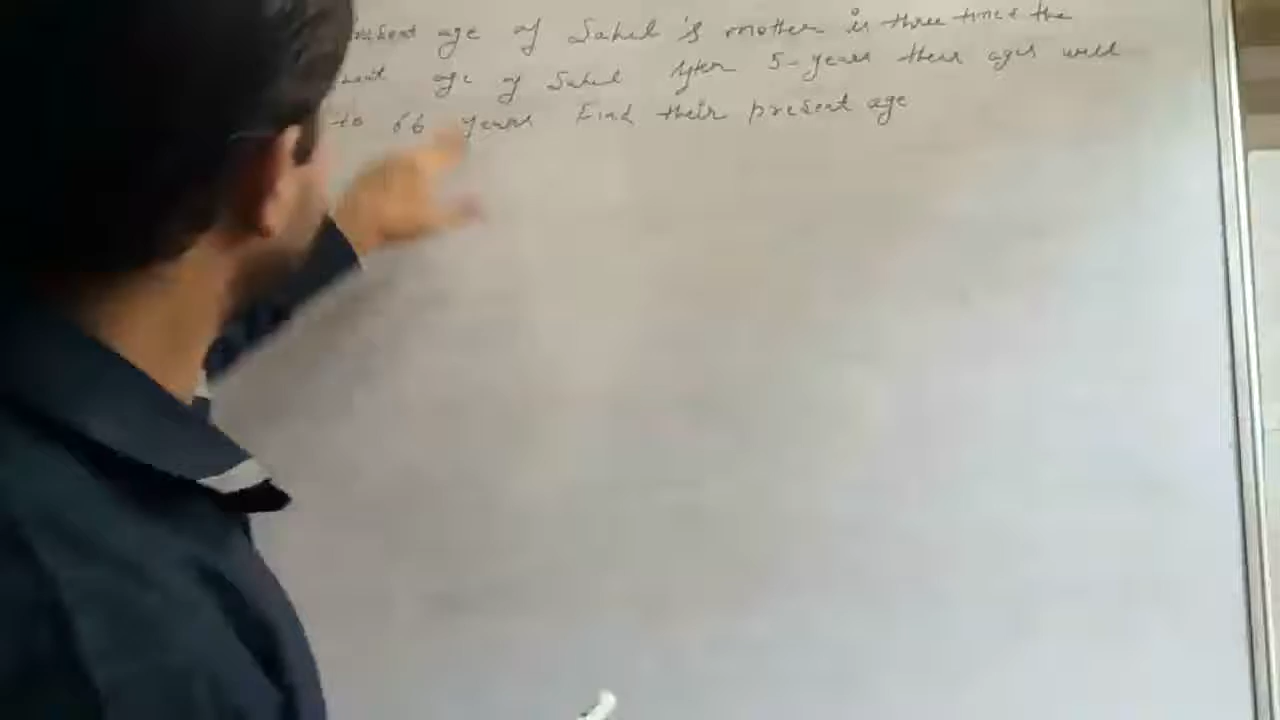 age of Sahil's mother is three times the
age of Sahil After 5-years their ages will
to 66 years Find their present age